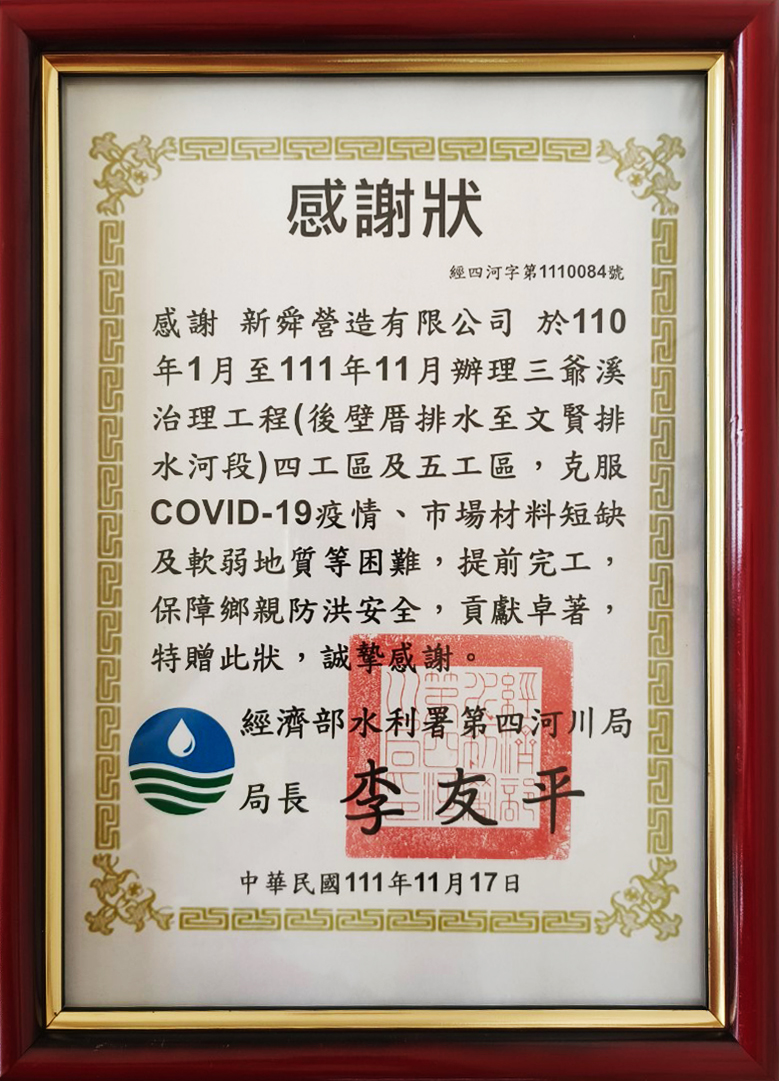 感謝狀
經四河字第1110084號
感謝 新舜營造有限公司 於110
年1月至111年11月辦理三爺溪
治理工程(後壁厝排水至文賢排
水河段)四工區及五工區，克服
COVID-19疫情、市場材料短缺
及軟弱地質等困難，提前完工，
保障鄉親防洪安全，貢獻卓著，
特贈此狀，誠摯感謝。
經濟部水利署第四河川局
局長 李友平
中華民國111年11月17日